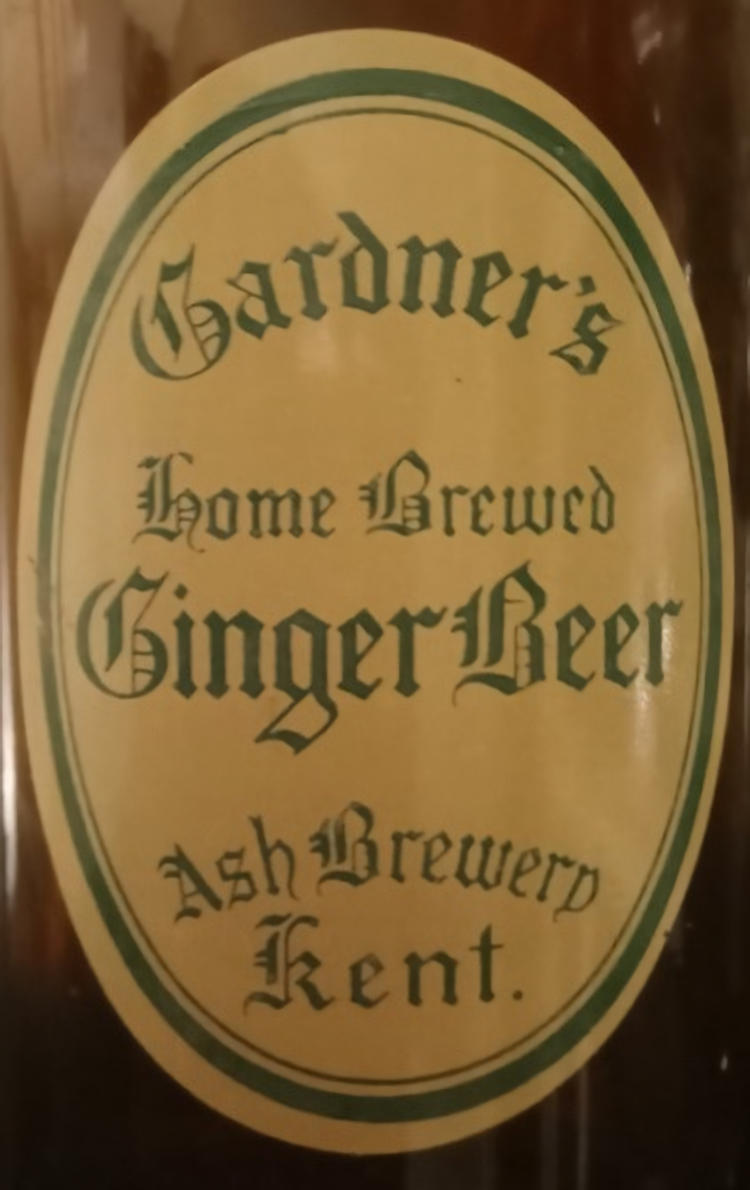 Gardner's
Home Brewed
Ginger Beer
Ash Brewery
Kent.